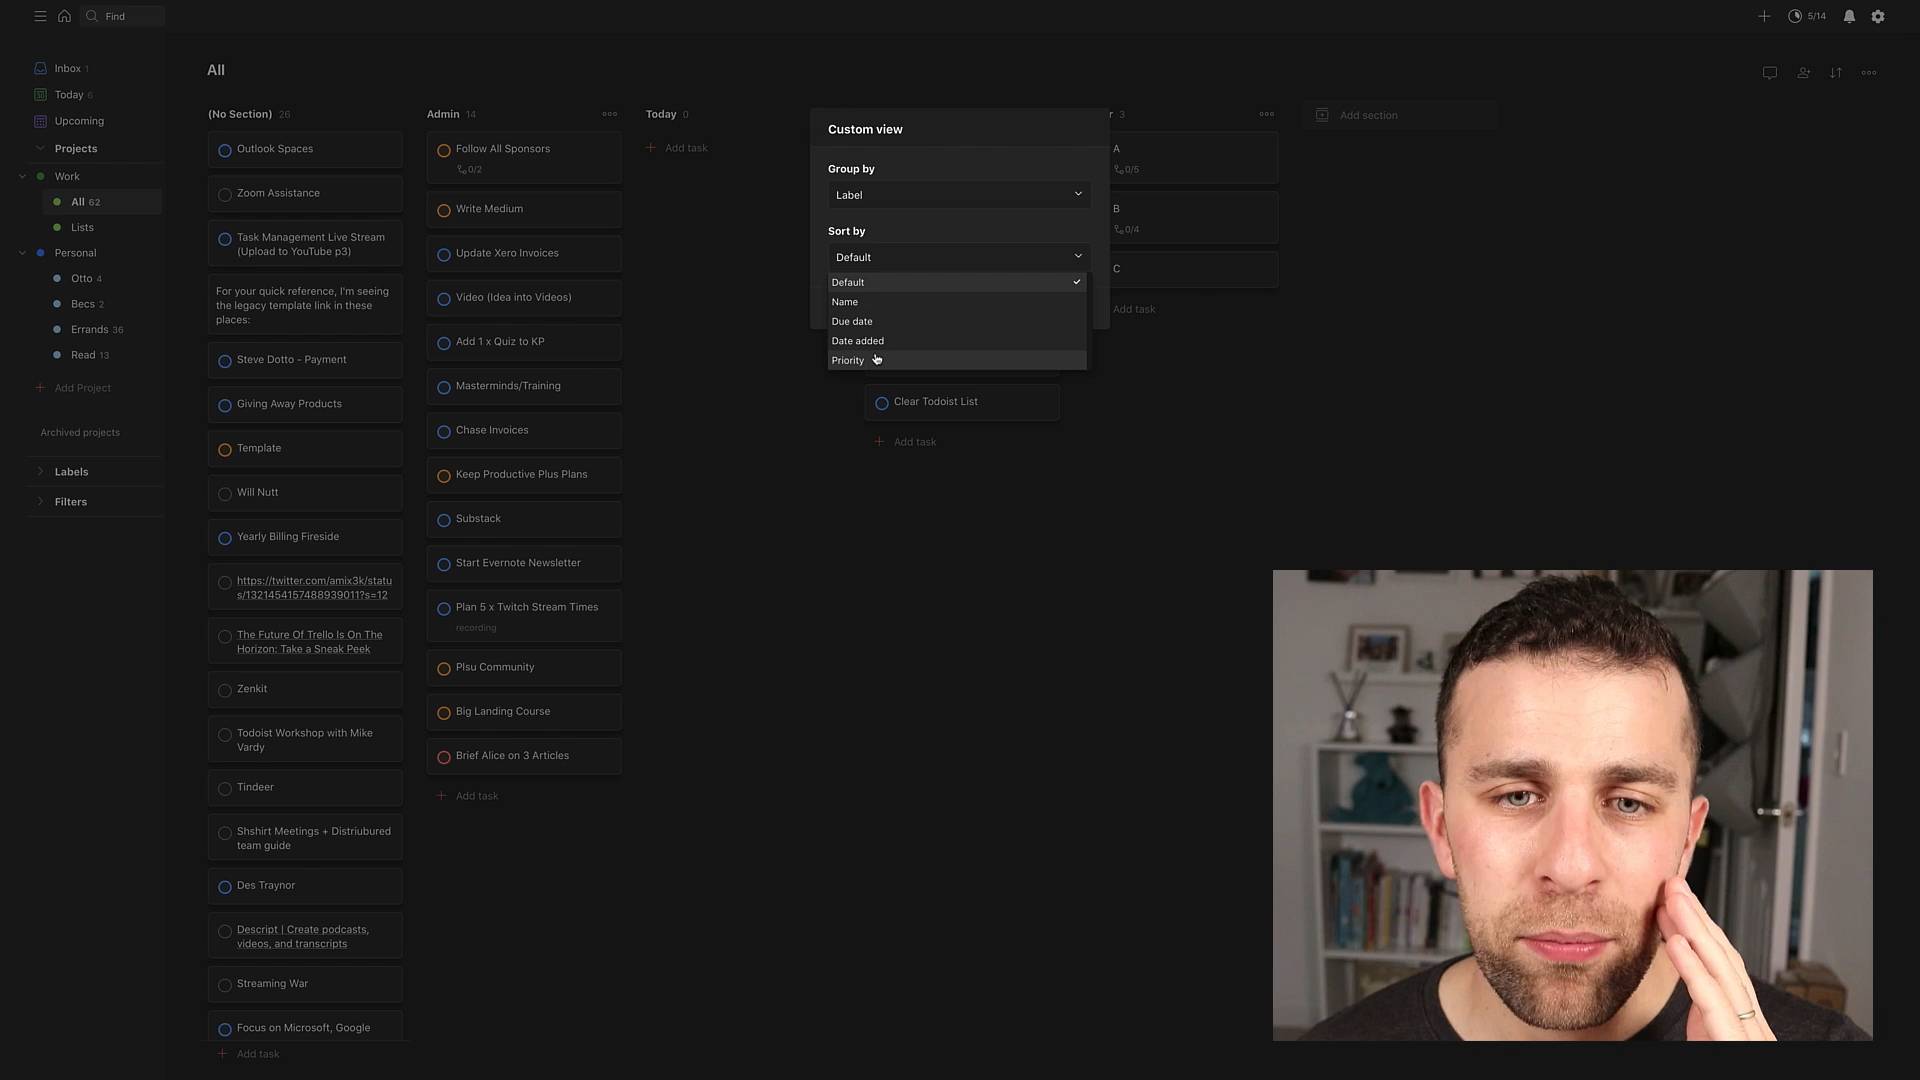 Find
5/14
Inbox 1
Today 6
Upcoming
Projects
Work
All 62
Lists
Personal
Otto 4
Becs 2
Errands 36
Read 13
Add Project
Archived projects
Labels
Filters
All
(No Section) 26
Outlook Spaces
Zoom Assistance
Task Management Live Stream
(Upload to YouTube p3)
For your quick reference, I'm seeing
the legacy template link in these
places:
Steve Dotto - Payment
Giving Away Products
Template
Will Nutt
Yearly Billing Fireside
https://twitter.com/amix3k/statu
s/1321454157488939011?s=12
The Future Of Trello Is On The
Horizon: Take a Sneak Peek
Zenkit
Todoist Workshop with Mike
Vardy
Tindeer
Shshirt Meetings + Distriubured
team guide
Des Traynor
Descript | Create podcasts,
videos, and transcripts
Streaming War
Focus on Microsoft, Google
Add task
Admin 14
Follow All Sponsors
0/2
Write Medium
Update Xero Invoices
Video (Idea into Videos)
Add 1 x Quiz to KP
Masterminds/Training
Chase Invoices
Keep Productive Plus Plans
Substack
Start Evernote Newsletter
Plan 5 x Twitch Stream Times
recording
Plsu Community
Big Landing Course
Brief Alice on 3 Articles
Add task
Today 0
Add task
Custom view
Group by
Label
Sort by
Default
Default
Name
Due date
Date added
Priority
Clear Todoist List
Add task
r 3
A
0/5
B
0/4
C
Add task
Add section